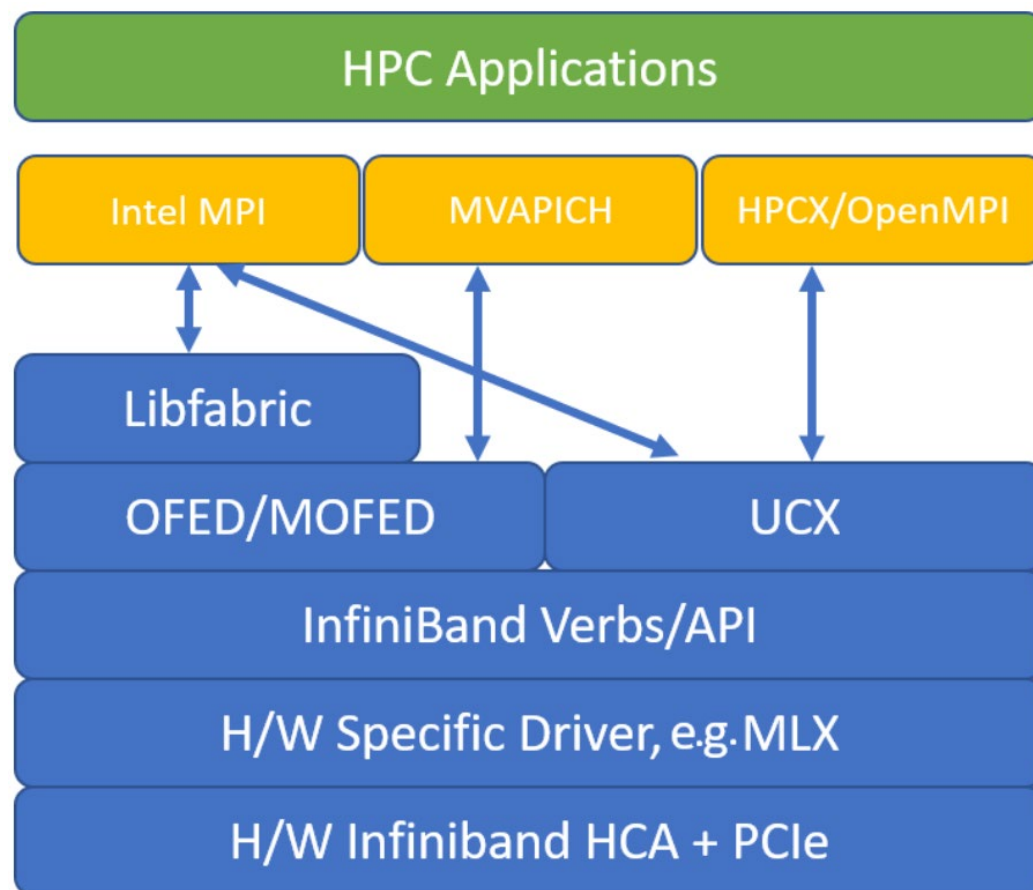 HPC Applications
Intel MPI
MVAPICH
HPCX/OpenMPI
Libfabric
OFED/MOFED
UCX
InfiniBand Verbs/API
H/W Specific Driver, e.g. MLX
H/W Infiniband HCA + PCIe